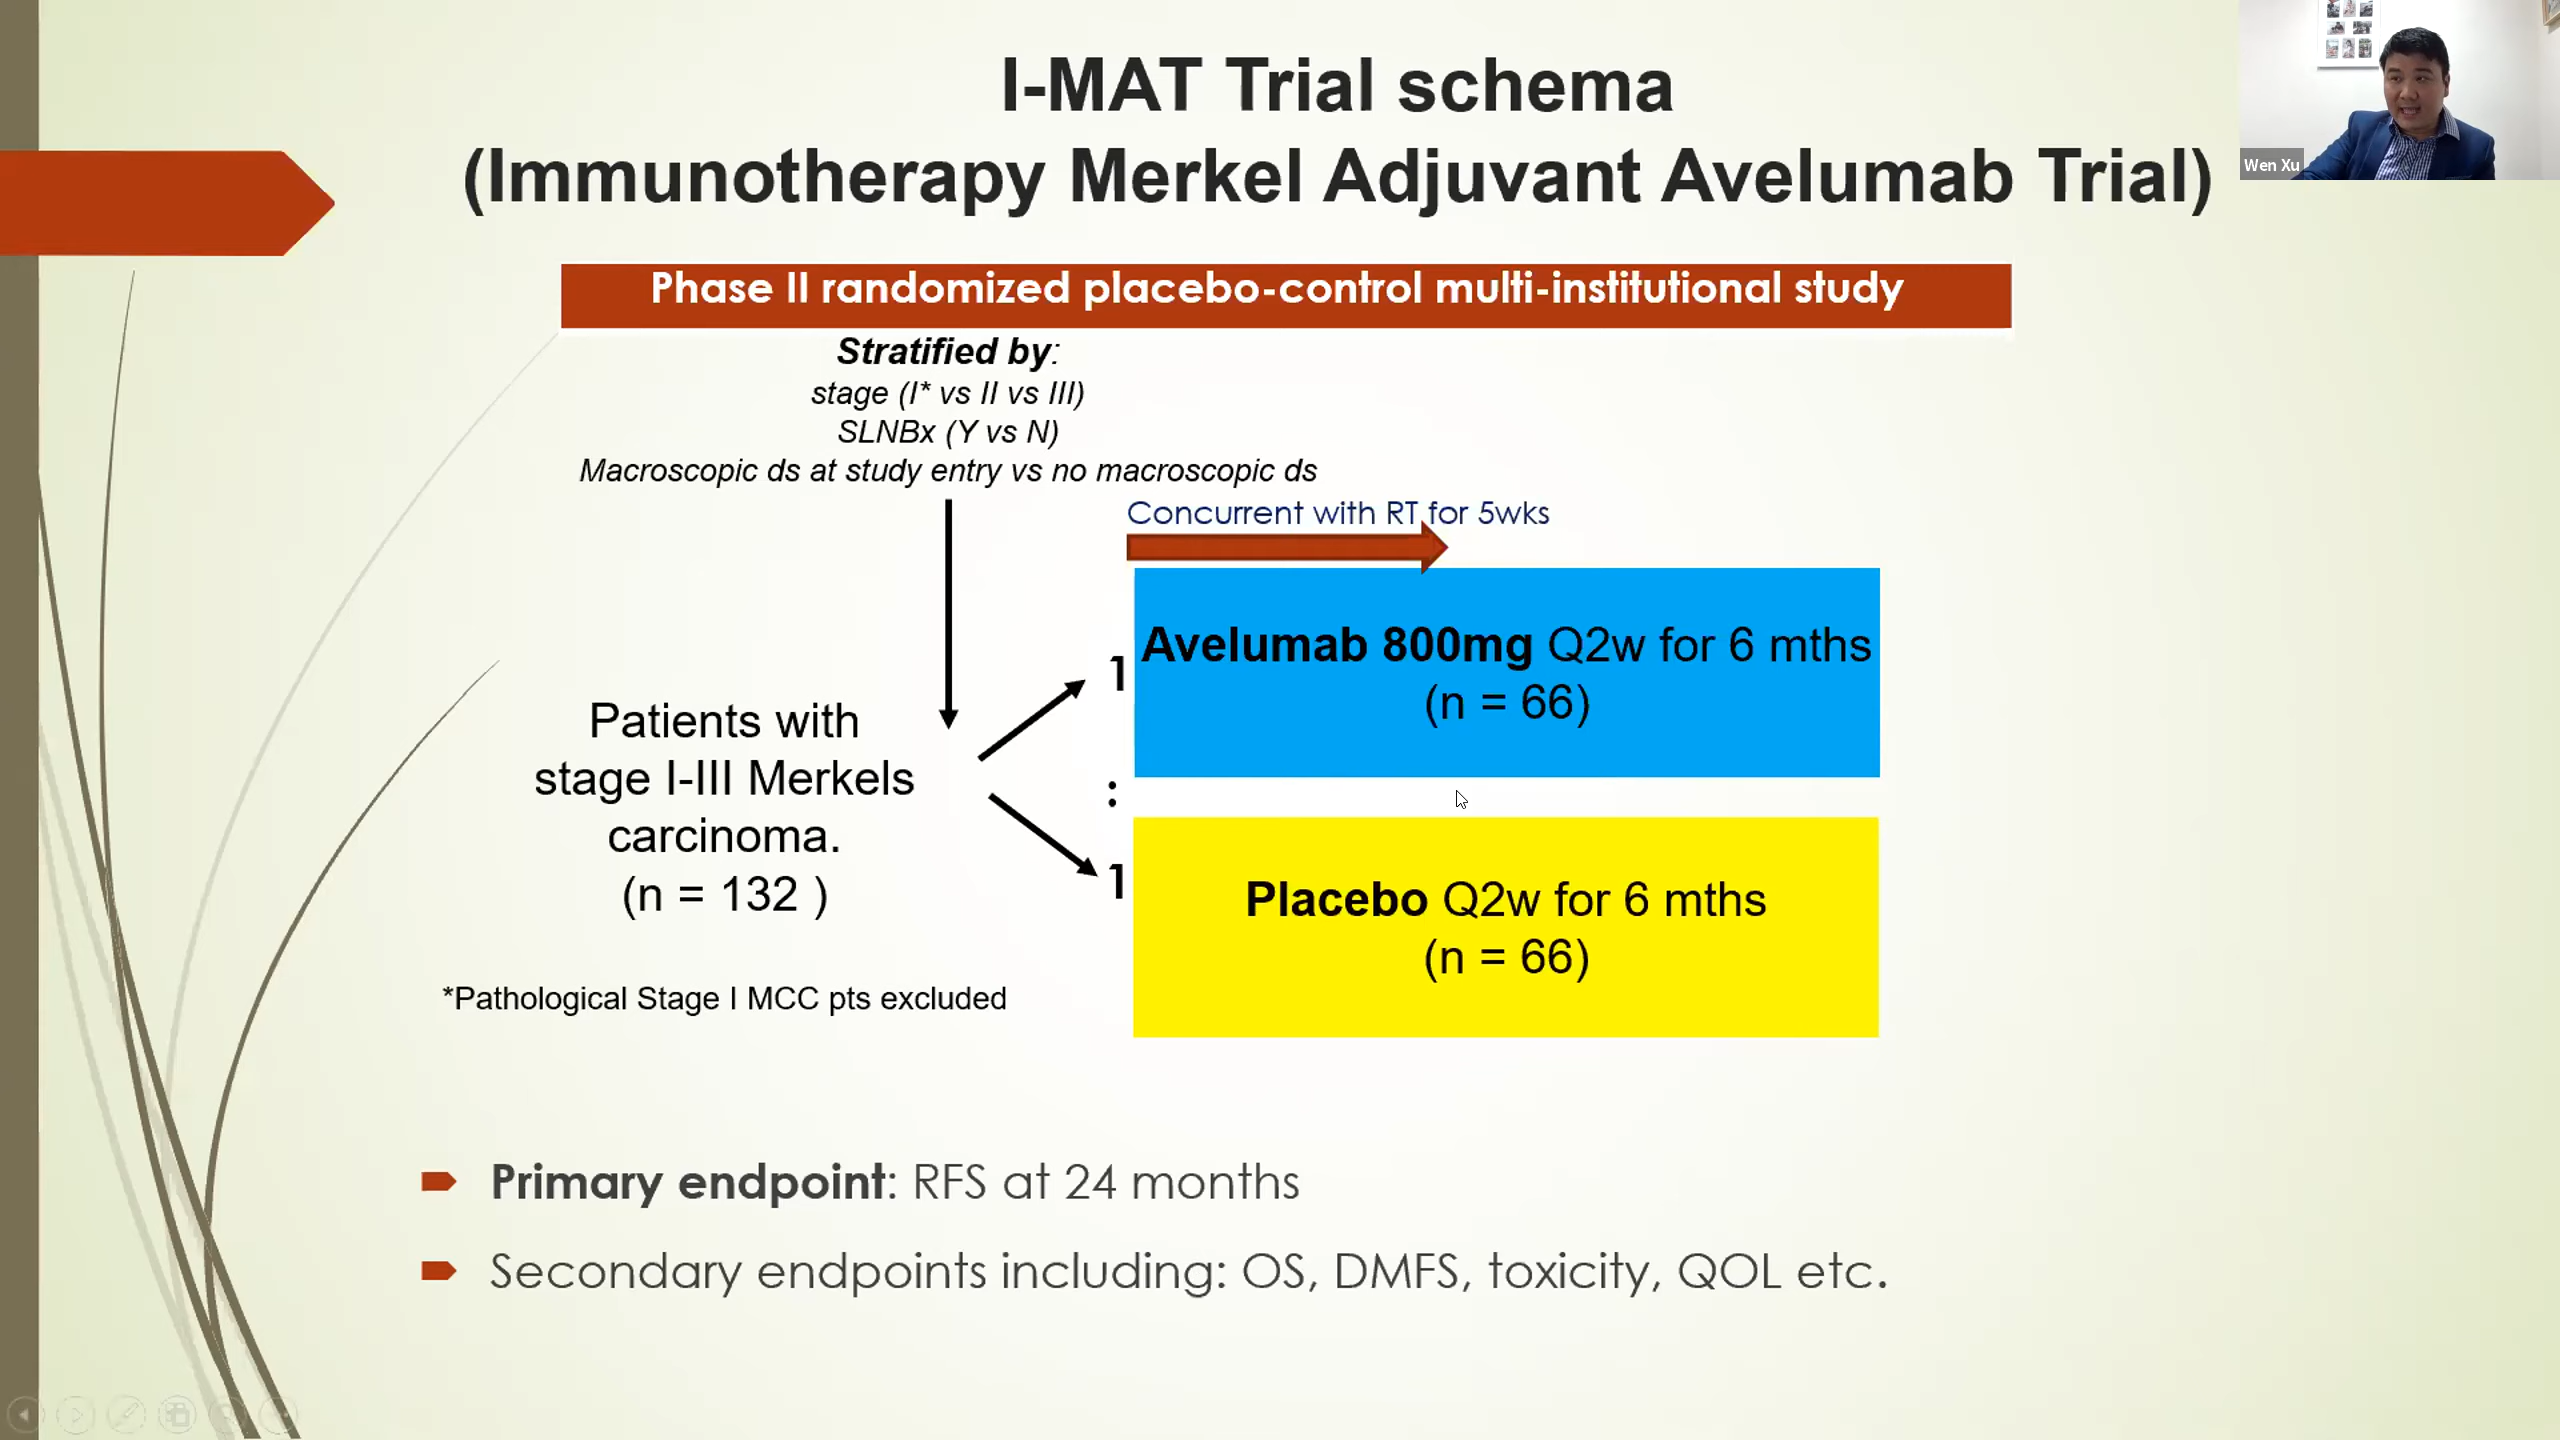 I-MAT Trial schema
(Immunotherapy Merkel Adjuvant Avelumab Trial)
Wen Xu
Phase II randomized placebo-control multi-institutional study
Stratified by:
stage (I* vs II vs III)
SLNBx (Y vs N)
Macroscopic ds at study entry vs no macroscopic ds
Concurrent with RT for 5wks
1
Avelumab 800mg Q2w for 6 mths
(n = 66)
Patients with
stage I-III Merkels
carcinoma.
(n = 132 )
:
1
Placebo Q2w for 6 mths
(n = 66)
*Pathological Stage I MCC pts excluded
Primary endpoint: RFS at 24 months
Secondary endpoints including: OS, DMFS, toxicity, QOL etc.